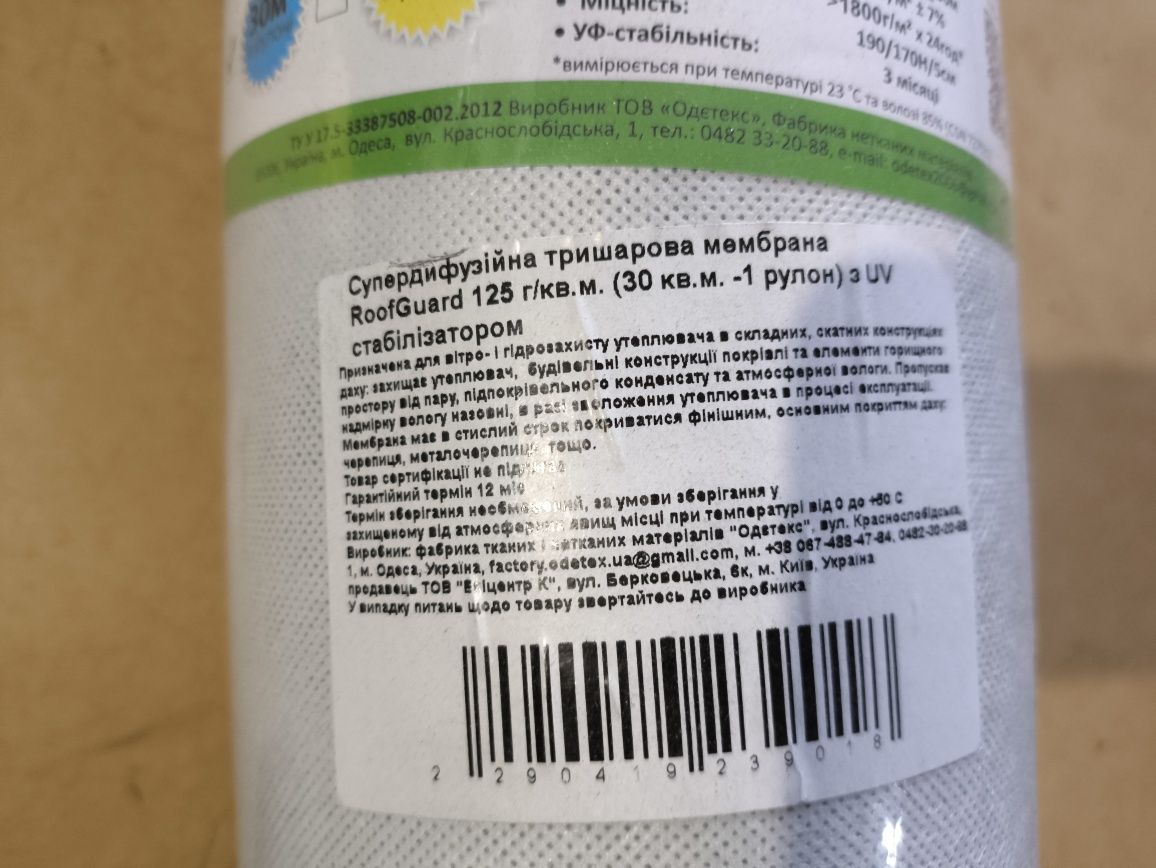 30М
± 7%
• Міцність:
>1800г/м² х 24год*
• УФ-стабільність:
190/170Н/5см
3 місяці
*вимірюється при температурі 23 °С та вологі 85%
ТУ У 17.5-33387508-002.2012 Виробник ТОВ «Одетекс», Фабрика нетканих матеріалів
Україна, м. Одеса, вул. Краснослобідська, 1, тел.: 0482 33-20-88, e-mail:
Супердифузійна тришарова мембрана
RoofGuard 125 г/кв.м. (30 кв.м. -1 рулон) з UV
стабілізатором
Призначена для вітро- і гідрозахисту утеплювача в складних, скатних конструкціях
даху: захищає утеплювач, будівельні конструкції покрівлі та елементи горищного
простору від пару, підпокрівельного конденсату та атмосферної вологи. Пропускає
надмірну вологу назовні, в разі зволоження утеплювача в процесі експлуатації.
Мембрана має в стислий строк покриватися фінішним, основним покриттям даху:
черепиця, металочерепиця тощо.
Товар сертифікації не підлягає
Гарантійний термін 12 міс
Термін зберігання необмежений, за умови зберігання у
захищеному від атмосферних явищ місці при температурі від 0 до +60 С
Виробник: фабрика тканих і нетканих матеріалів "Одетекс", вул. Краснослобідська,
1, м. Одеса, Україна, factory.odetex.ua@gmail.com, м. +38 067-488-47-84, 0482-30-20-88
продавець ТОВ "Епіцентр К", вул. Берковецька, 6к, м. Київ, Україна
У випадку питань щодо товару звертайтесь до виробника
2 290419 239018